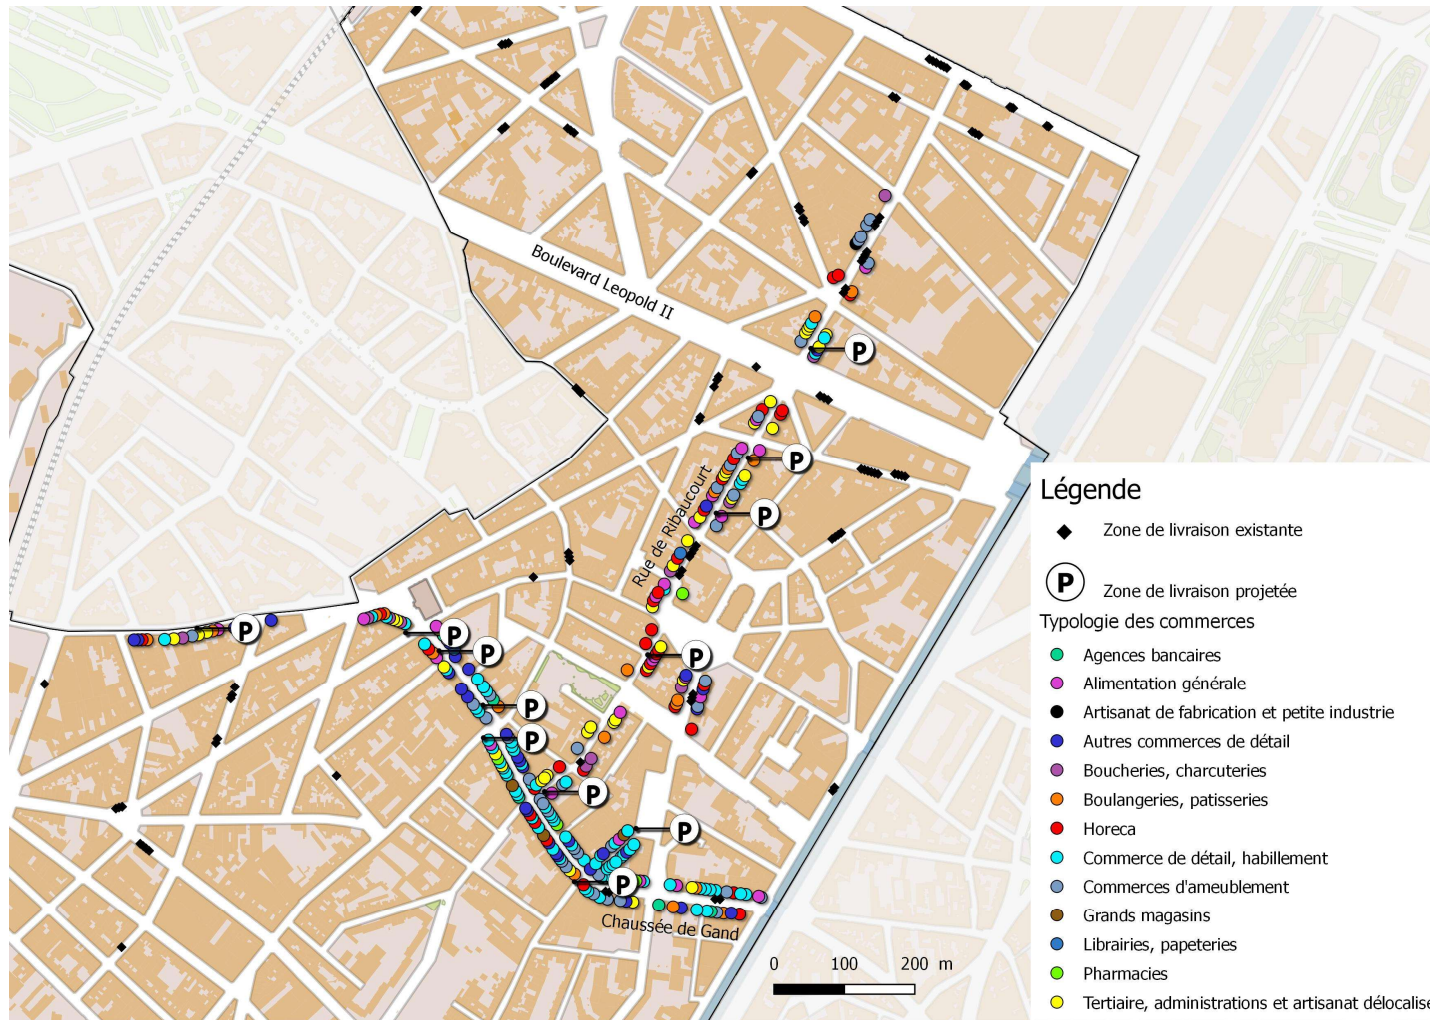 Boulevard Leopold II
P
P
Rue de Ribaucourt
P
P
P
P
P
P
P
P
P
P
Chaussée de Gand
0 100 200 m
Légende
Zone de livraison existante
P Zone de livraison projetée
Typologie des commerces
Agences bancaires
Alimentation générale
Artisanat de fabrication et petite industrie
Autres commerces de détail
Boucheries, charcuteries
Boulangeries, patisseries
Horeca
Commerce de détail, habillement
Commerces d'ameublement
Grands magasins
Librairies, papeteries
Pharmacies
Tertiaire, administrations et artisanat délocalise